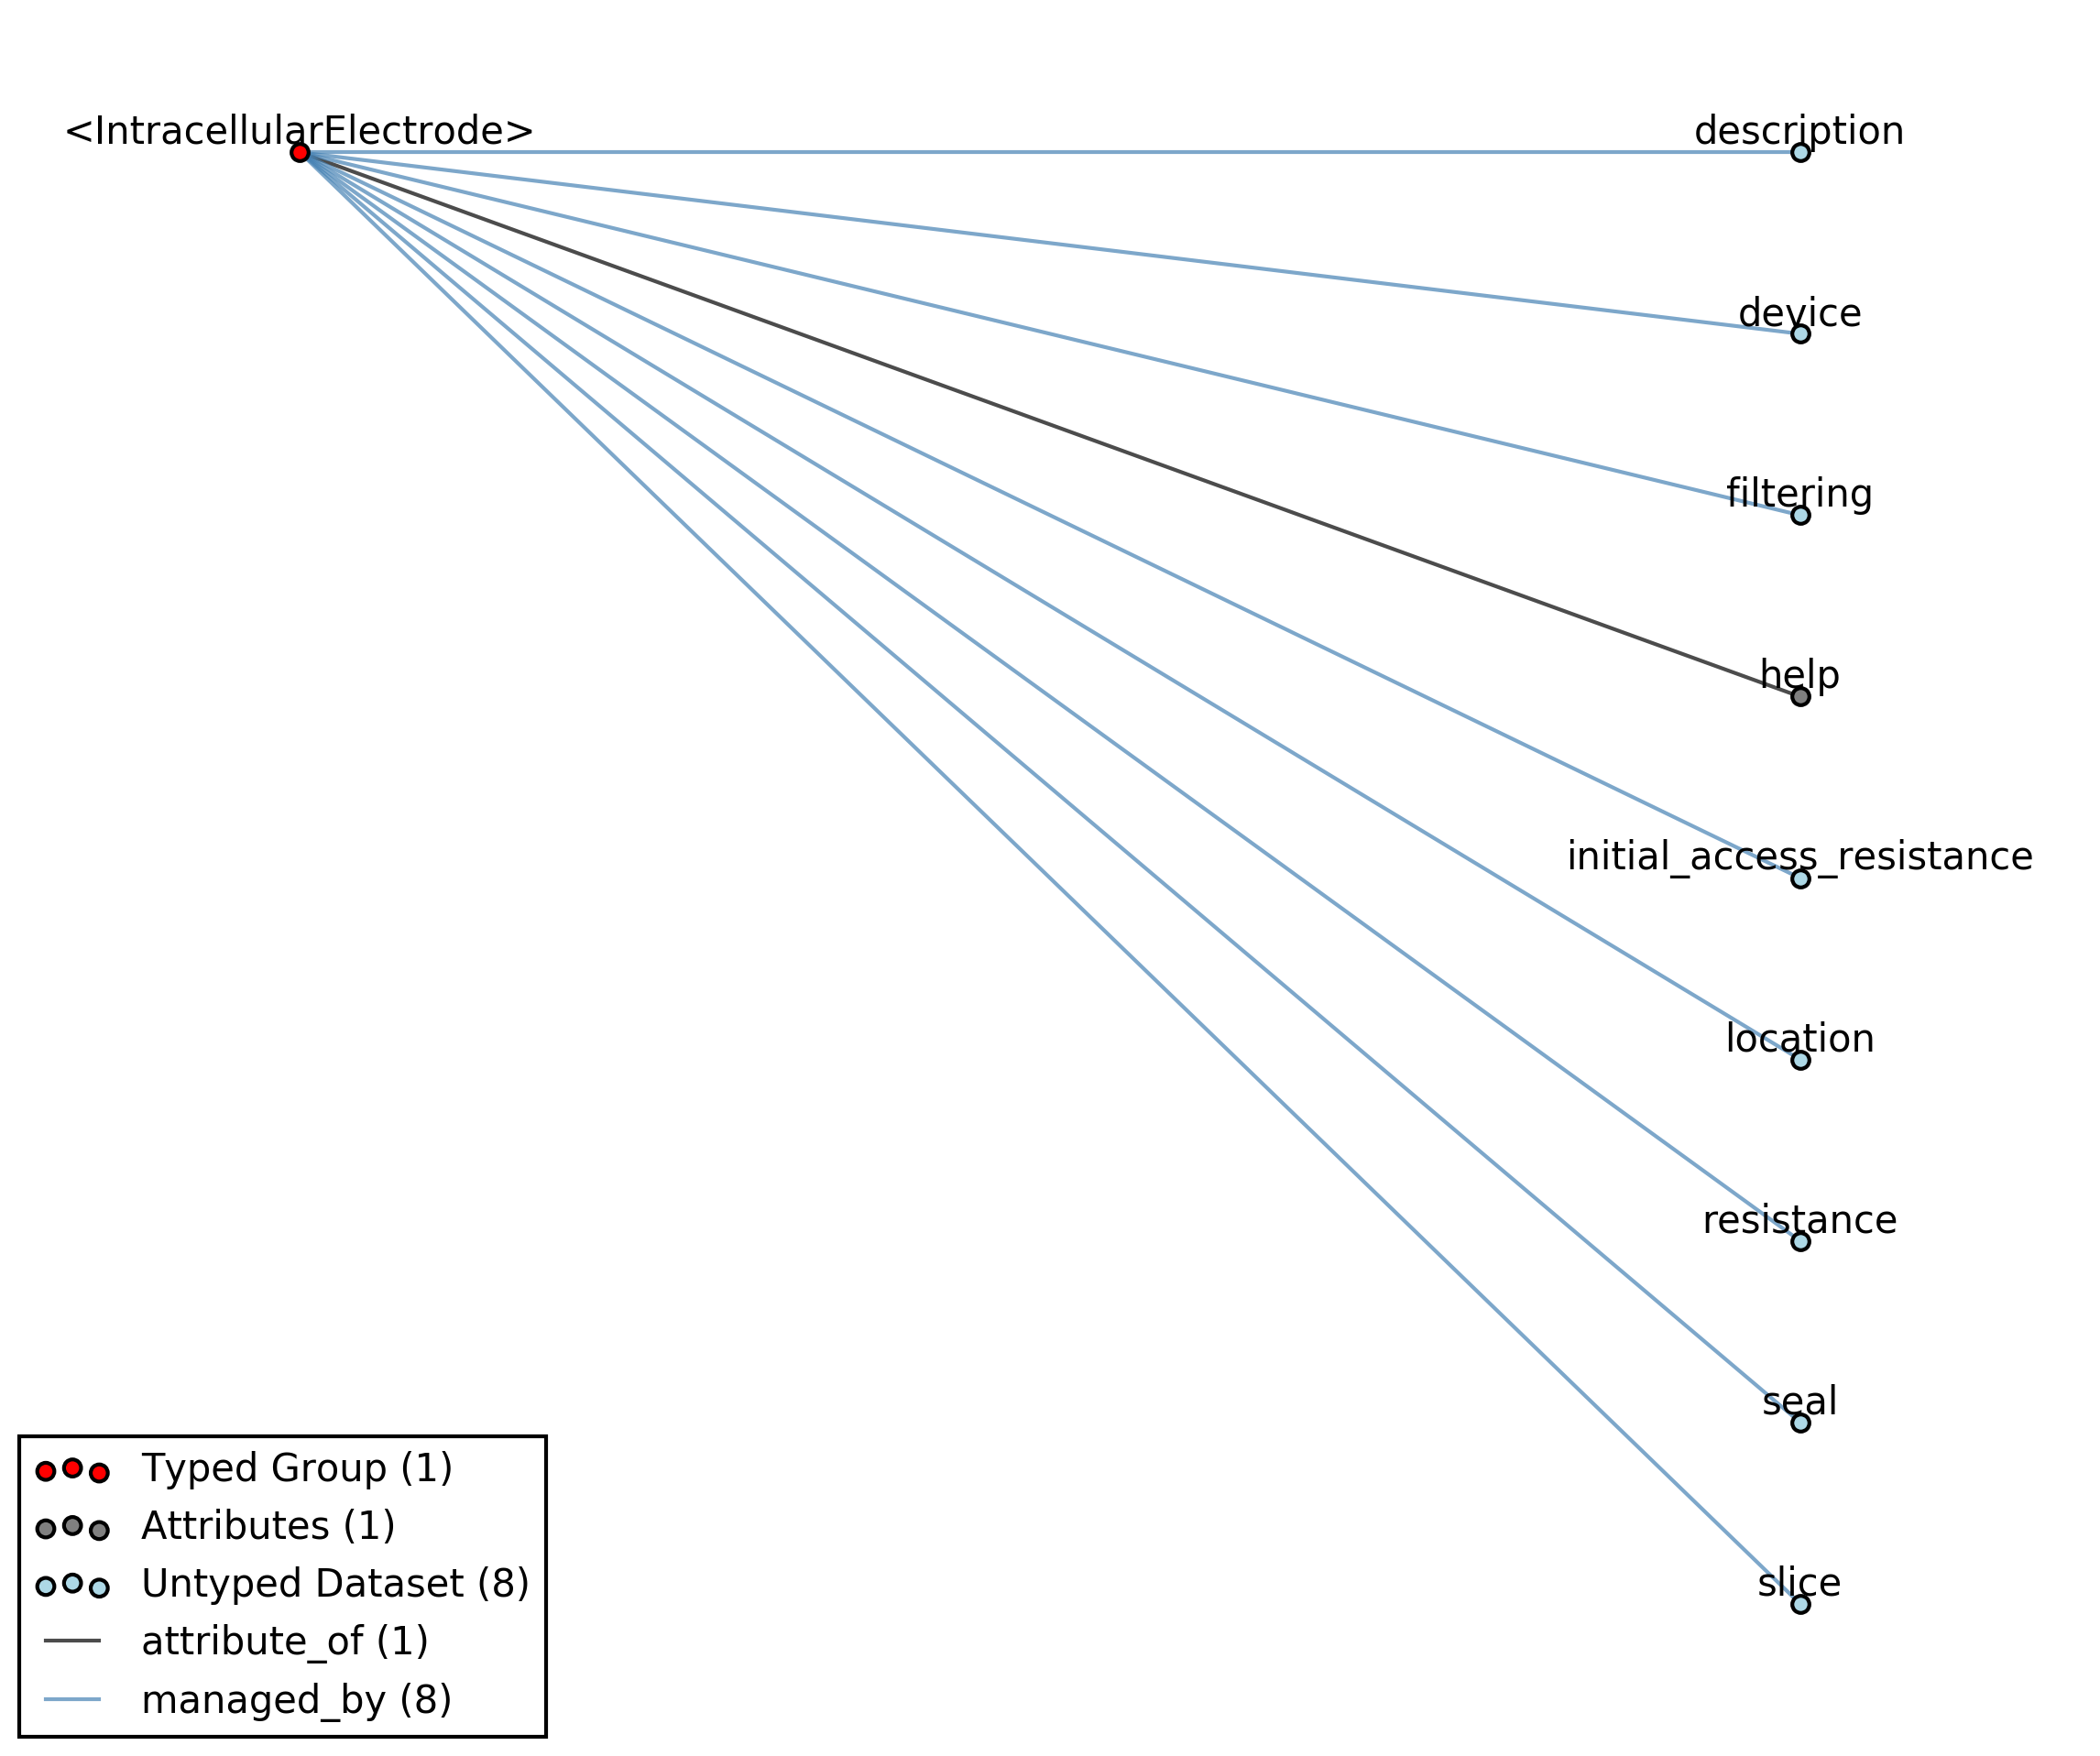 <IntracellularElectrode>
description
device
filtering
help
initial_access_resistance
location
resistance
seal
slice
Typed Group (1)
Attributes (1)
Untyped Dataset (8)
attribute_of (1)
managed_by (8)